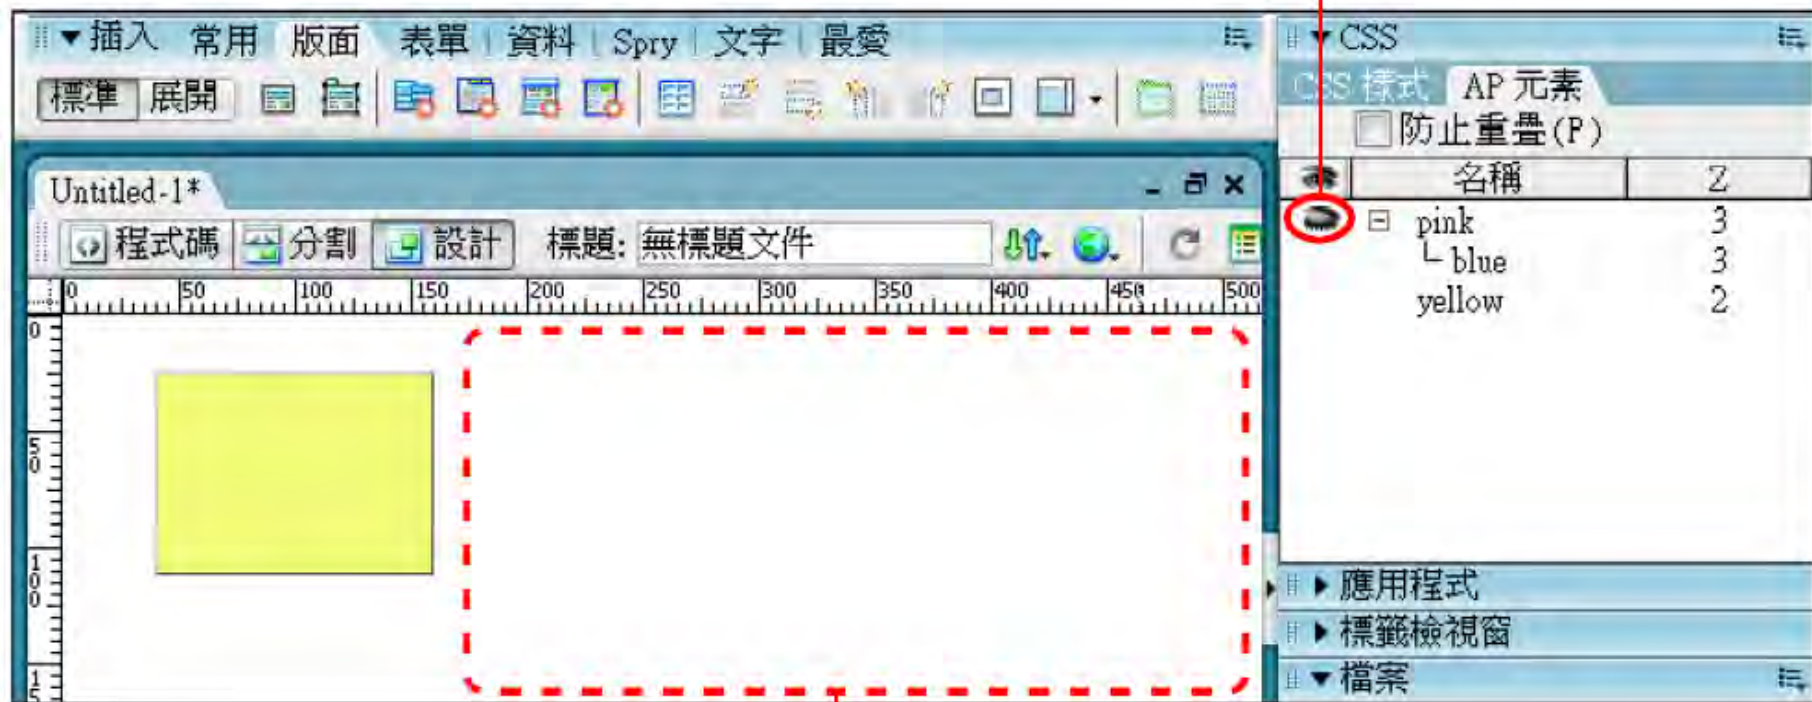 插入 常用 版面 表單 資料 Spry 文字 最愛
標準 展開
Untitled-1*
程式碼 分割 設計 標題: 無標題文件
0 50 100 150 200 250 300 350 400 450 500
0
50
100
15
CSS
CSS 樣式 AP 元素
防止重疊(P)
名稱 Z
pink 3
blue 3
yellow 2
應用程式
標籤檢視窗
檔案